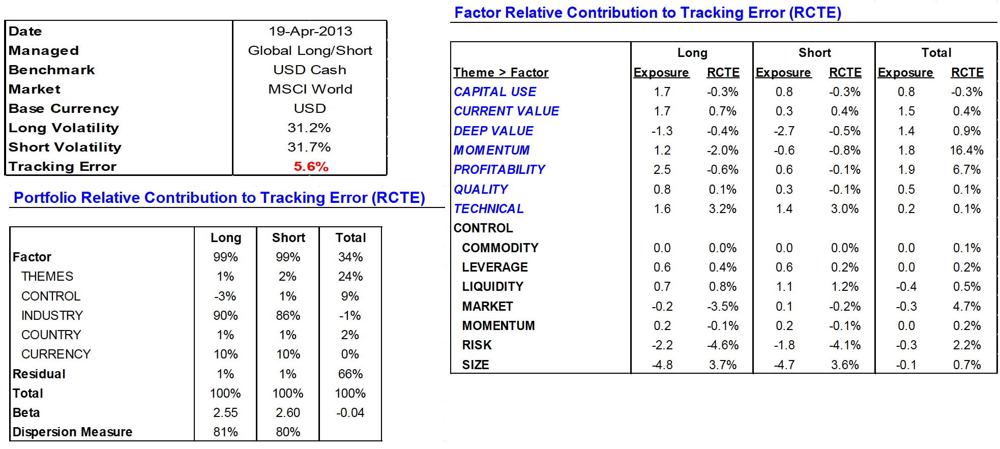 Date 19-Apr-2013
Managed Global Long/Short
Benchmark USD Cash
Market MSCI World
Base Currency USD
Long Volatility 31.2%
Short Volatility 31.7%
Tracking Error 5.6%
Portfolio Relative Contribution to Tracking Error (RCTE)
Long Short Total
Factor 99% 99% 34%
THEMES 1% 2% 24%
CONTROL -3% 1% 9%
INDUSTRY 90% 86% -1%
COUNTRY 1% 1% 2%
CURRENCY 10% 10% 0%
Residual 1% 1% 66%
Total 100% 100% 100%
Beta 2.55 2.60 -0.04
Dispersion Measure 81% 80%
Factor Relative Contribution to Tracking Error (RCTE)
Long Short Total
Theme > Factor Exposure RCTE Exposure RCTE Exposure RCTE
CAPITAL USE 1.7 -0.3% 0.8 -0.3% 0.8 -0.3%
CURRENT VALUE 1.7 0.7% 0.3 0.4% 1.5 0.4%
DEEP VALUE -1.3 -0.4% -2.7 -0.5% 1.4 0.9%
MOMENTUM 1.2 -2.0% -0.6 -0.8% 1.8 16.4%
PROFITABILITY 2.5 -0.6% 0.6 -0.1% 1.9 6.7%
QUALITY 0.8 0.1% 0.3 -0.1% 0.5 0.1%
TECHNICAL 1.6 3.2% 1.4 3.0% 0.2 0.1%
CONTROL
COMMODITY 0.0 0.0% 0.0 0.0% 0.0 0.1%
LEVERAGE 0.6 0.4% 0.6 0.2% 0.0 0.2%
LIQUIDITY 0.7 0.8% 1.1 1.2% -0.4 0.5%
MARKET -0.2 -3.5% 0.1 -0.2% -0.3 4.7%
MOMENTUM 0.2 -0.1% 0.2 -0.1% 0.0 0.2%
RISK -2.2 -4.6% -1.8 -4.1% -0.3 2.2%
SIZE -4.8 3.7% -4.7 3.6% -0.1 0.7%